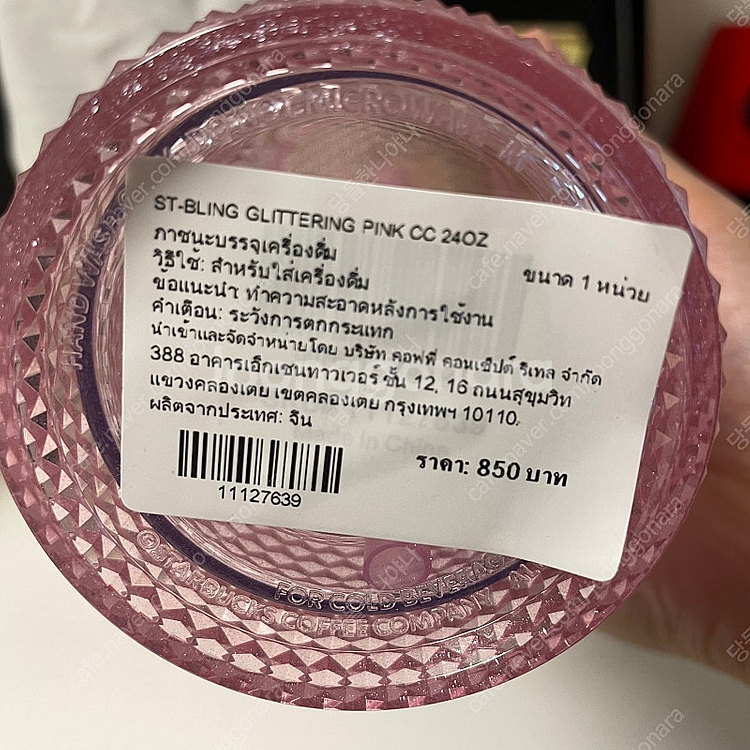 ST-BLING GLITTERING PINK CC 24OZ
ภาชนะบรรจุเครื่องดื่ม
ขนาด 1 หน่วย
วิธีใช้: สำหรับใส่เครื่องดื่ม
ข้อแนะนำ: ทำความสะอาดหลังการใช้งาน
คำเตือน: ระวังการตกกระแทก
นำเข้าและจัดจำหน่ายโดย บริษัท คอฟฟี่ คอนเซ็ปต์ รีเทล จำกัด
388 อาคารเอ็กเชนทาวเวอร์ ชั้น 12, 16 ถนนสุขุมวิท
แขวงคลองเตย เขตคลองเตย กรุงเทพฯ 10110.
ผลิตจากประเทศ: จีน
ราคา: 850 บาท
11127639
HAND WAS
MICROWAVE
FOR COLD BEVERAGE
©STARBUCKS COFFEE COMPANY
cafe.naver.com/joonggonara